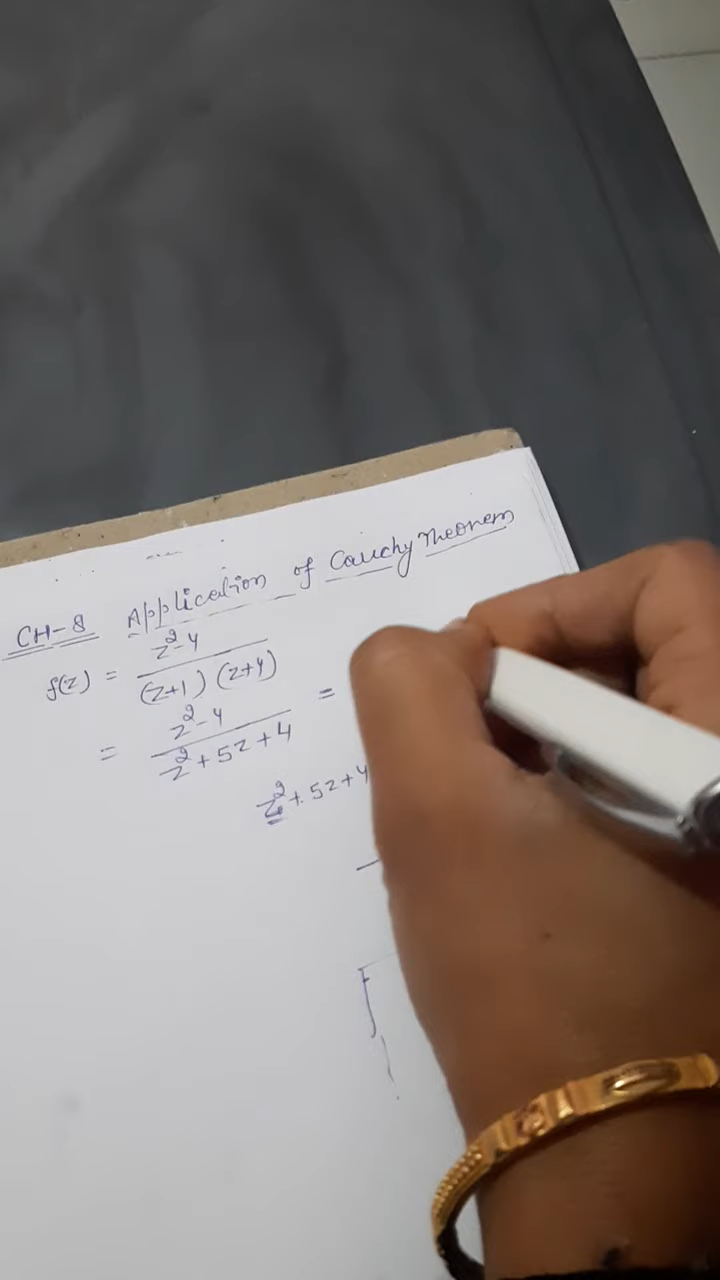 CH-8 Application of Cauchy Theorem
f(z) = z²-4 / (z+1) (z+4)
= z²-4 / z²+5z+4 =
z²+5z+4